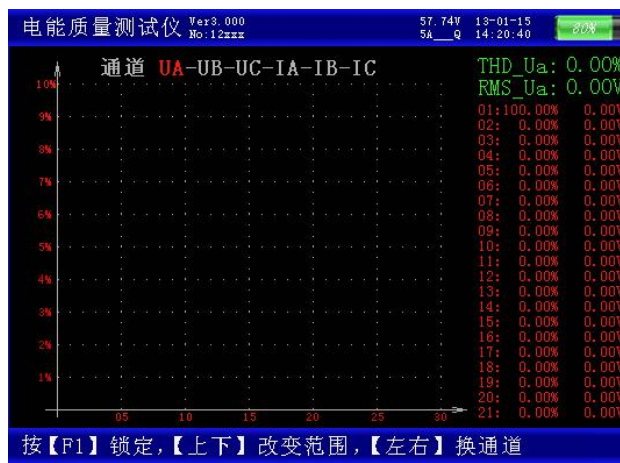 电能质量测试仪 Ver3.000 57.74V 13-01-15 80%
No:12xxx 5A__Q 14:20:40
通道 UA-UB-UC-IA-IB-IC
THD_Ua: 0.00%
RMS_Ua: 0.00V
10%
9%
8%
7%
6%
5%
4%
3%
2%
1%
05 10 15 20 25 30
01:100.00% 0.00V
02: 0.00% 0.00V
03: 0.00% 0.00V
04: 0.00% 0.00V
05: 0.00% 0.00V
06: 0.00% 0.00V
07: 0.00% 0.00V
08: 0.00% 0.00V
09: 0.00% 0.00V
10: 0.00% 0.00V
11: 0.00% 0.00V
12: 0.00% 0.00V
13: 0.00% 0.00V
14: 0.00% 0.00V
15: 0.00% 0.00V
16: 0.00% 0.00V
17: 0.00% 0.00V
18: 0.00% 0.00V
19: 0.00% 0.00V
20: 0.00% 0.00V
21: 0.00% 0.00V
按【F1】锁定,【上下】改变范围,【左右】换通道